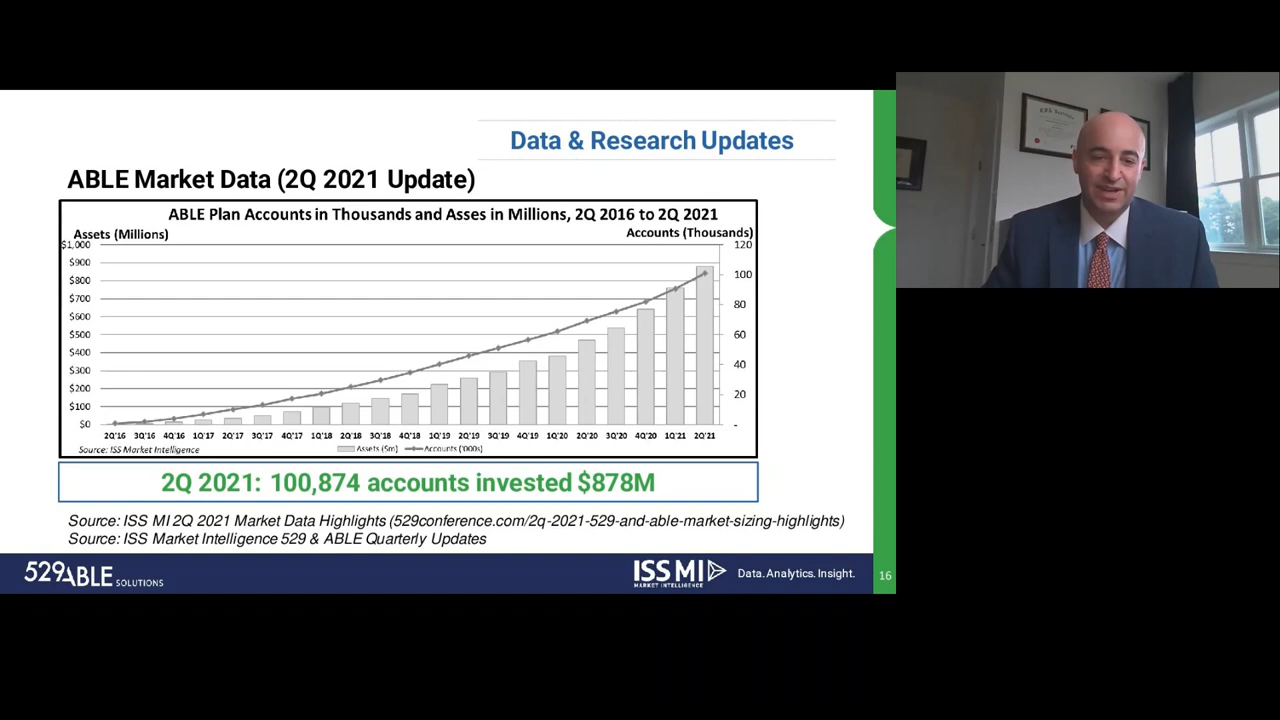 Data & Research Updates
ABLE Market Data (2Q 2021 Update)
ABLE Plan Accounts in Thousands and Asses in Millions, 2Q 2016 to 2Q 2021
Assets (Millions)
Accounts (Thousands)
$1,000
$900
$800
$700
$600
$500
$400
$300
$200
$100
$0
120
100
80
60
40
20
-
2Q'16 3Q'16 4Q'16 1Q'17 2Q'17 3Q'17 4Q'17 1Q'18 2Q'18 3Q'18 4Q'18 1Q'19 2Q'19 3Q'19 4Q'19 1Q'20 2Q'20 3Q'20 4Q'20 1Q'21 2Q'21
Source: ISS Market Intelligence
Assets ($m) Accounts ('000s)
2Q 2021: 100,874 accounts invested $878M
Source: ISS MI 2Q 2021 Market Data Highlights (529conference.com/2q-2021-529-and-able-market-sizing-highlights)
Source: ISS Market Intelligence 529 & ABLE Quarterly Updates
529ABLE SOLUTIONS
ISS MI
MARKET INTELLIGENCE
Data. Analytics. Insight.
16